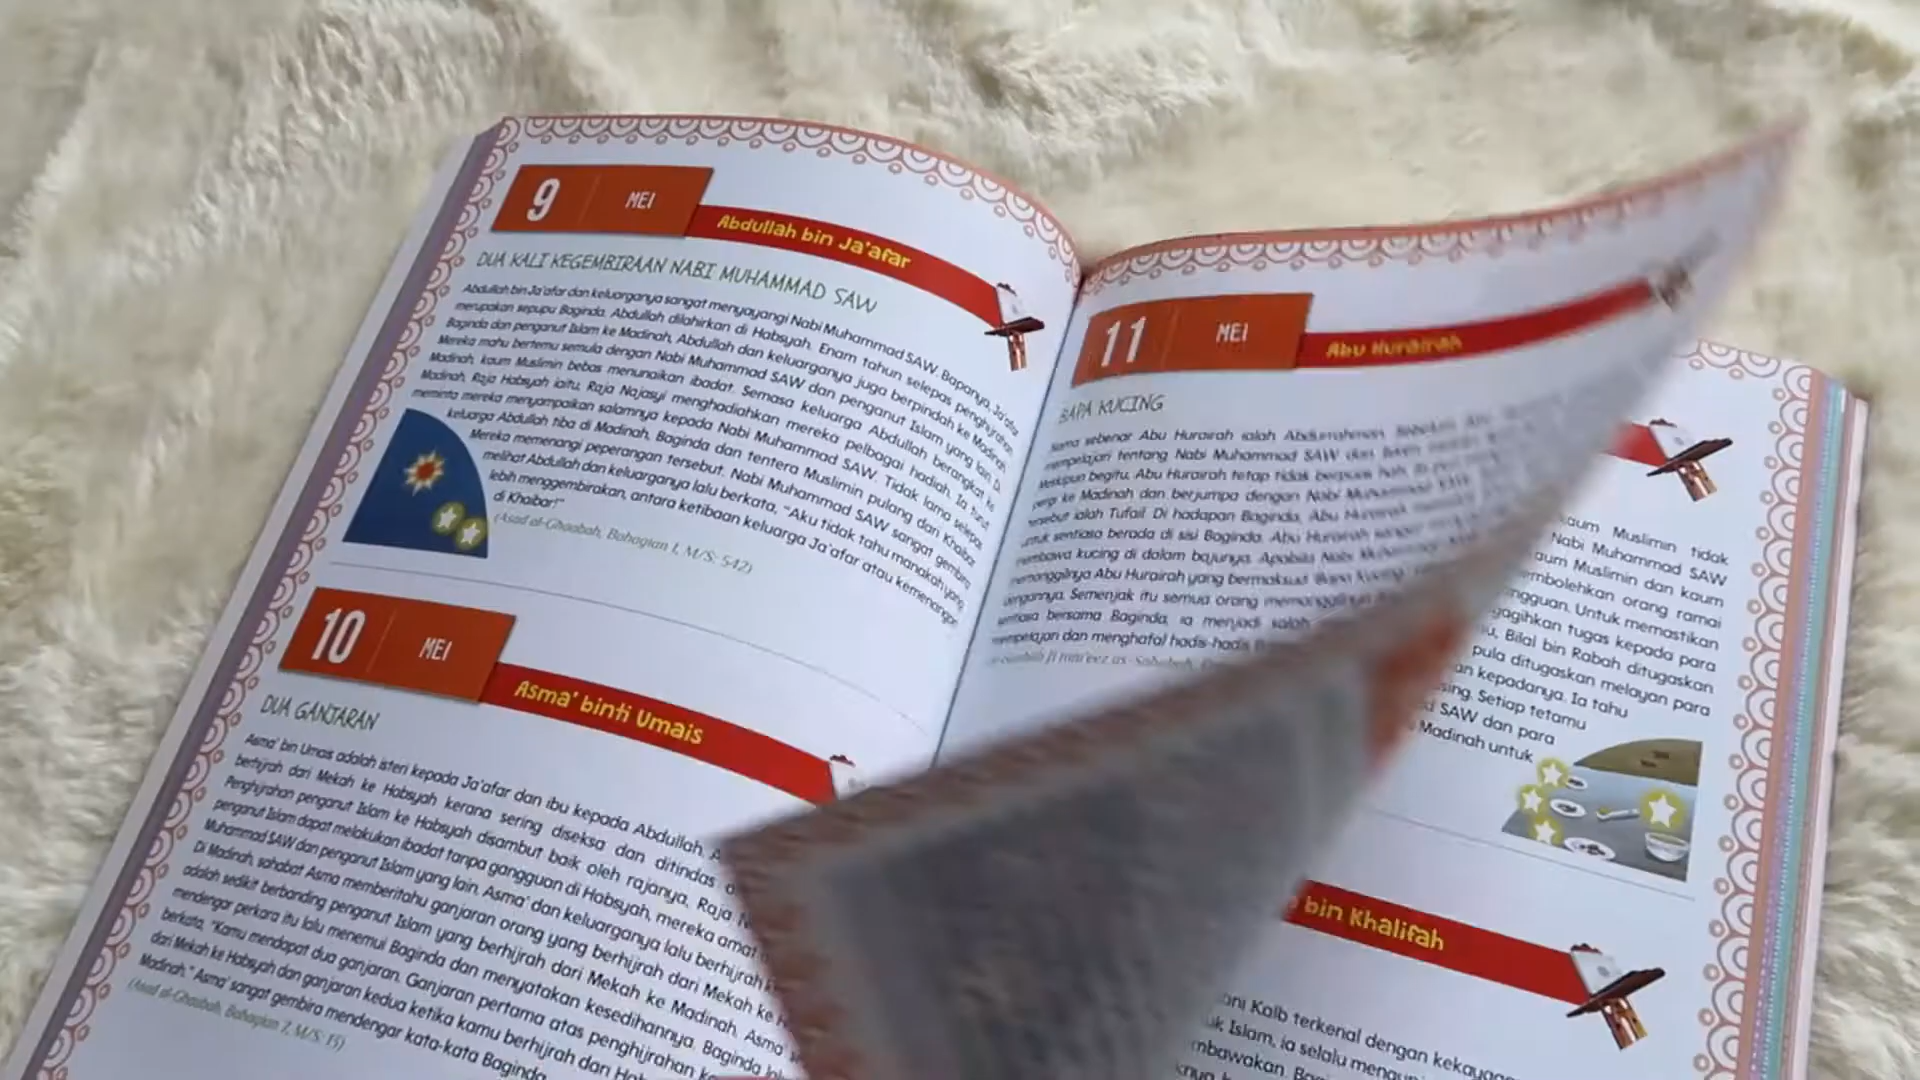 9 MEI
Abdullah bin Ja'afar
DUA KALI KEGEMBIRAAN NABI MUHAMMAD SAW
Abdullah bin Ja'afar dan keluarganya sangat menyayangi Nabi Muhammad SAW. Bapanya, Ja'afar
merupakan sepupu Baginda. Abdullah dilahirkan di Habsyah. Enam tahun selepas penghijrahan
Baginda dan penganut Islam ke Madinah, Abdullah dan keluarganya juga berpindah ke Madinah.
Mereka mahu bertemu semula dengan Nabi Muhammad SAW dan penganut Islam yang lain. Di
Madinah, kaum Muslimin bebas menunaikan ibadat. Semasa keluarga Abdullah berangkat ke
Madinah, Raja Habsyah iaitu, Raja Najasyi menghadiahkan mereka pelbagai hadiah. Ia turut
meminta mereka menyampaikan salamnya kepada Nabi Muhammad SAW. Tidak lama selepas
keluarga Abdullah tiba di Madinah, Baginda dan tentera Muslimin pulang dari Khaibar.
Mereka memenangi peperangan tersebut. Nabi Muhammad SAW sangat gembira
melihat Abdullah dan keluarganya lalu berkata, "Aku tidak tahu manakah yang
lebih menggembirakan, antara ketibaan keluarga Ja'afar atau kemenangan
di Khaibar!"
(Asad al-Ghaabah, Bahagian 1, M/S: 542)
10 MEI
Asma' binti Umais
DUA GANJARAN
Asma' bin Umais adalah isteri kepada Ja'afar dan ibu kepada Abdullah.
berhijrah dari Mekah ke Habsyah kerana sering diseksa dan ditindas
Penghijrahan penganut Islam ke Habsyah disambut baik oleh rajanya, Raja
penganut Islam dapat melakukan ibadat tanpa gangguan di Habsyah, mereka amat
Muhammad SAW dan penganut Islam yang lain. Asma' dan keluarganya lalu berhijrah
Di Madinah, sahabat Asma memberitahu ganjaran orang yang berhijrah dari Mekah ke
adalah sedikit berbanding penganut Islam yang berhijrah dari Mekah ke Madinah. Asma'
mendengar perkara itu lalu menemui Baginda dan menyatakan kesedihannya. Baginda
berkata, "Kamu mendapat dua ganjaran. Ganjaran pertama atas penghijrahan
dari Mekah ke Habsyah dan ganjaran kedua ketika kamu berhijrah dari
Madinah." Asma' sangat gembira mendengar kata-kata Baginda
(Asad al-Ghaabah, Bahagian 7, M/S: 15)
11 MEI
Abu Hurairah
BAPA KUCING
Nama sebenar Abu Hurairah ialah Abdurrahman.
mempelajari tentang Nabi Muhammad SAW dan
Meskipun begitu, Abu Hurairah tetap tidak berpuas hati
pergi ke Madinah dan berjumpa dengan Nabi Muhammad
tersebut ialah Tufail. Di hadapan Baginda, Abu Hurairah
untuk sentiasa berada di sisi Baginda. Abu Hurairah
membawa kucing di dalam bajunya. Apabila Nabi
memanggilnya Abu Hurairah yang bermaksud
Semenjak itu semua orang memanggilnya
sentiasa bersama Baginda, ia menjadi salah
mempelajari dan menghafal hadis-hadis
kaum Muslimin tidak
Nabi Muhammad SAW
kaum Muslimin dan kaum
orang ramai
Untuk memastikan
tugas kepada para
Bilal bin Rabah ditugaskan
pula ditugaskan melayan para
kepadanya. Ia tahu
Setiap tetamu
SAW dan para
Madinah untuk
bin Khalifah
Kalb terkenal dengan
Islam, ia selalu